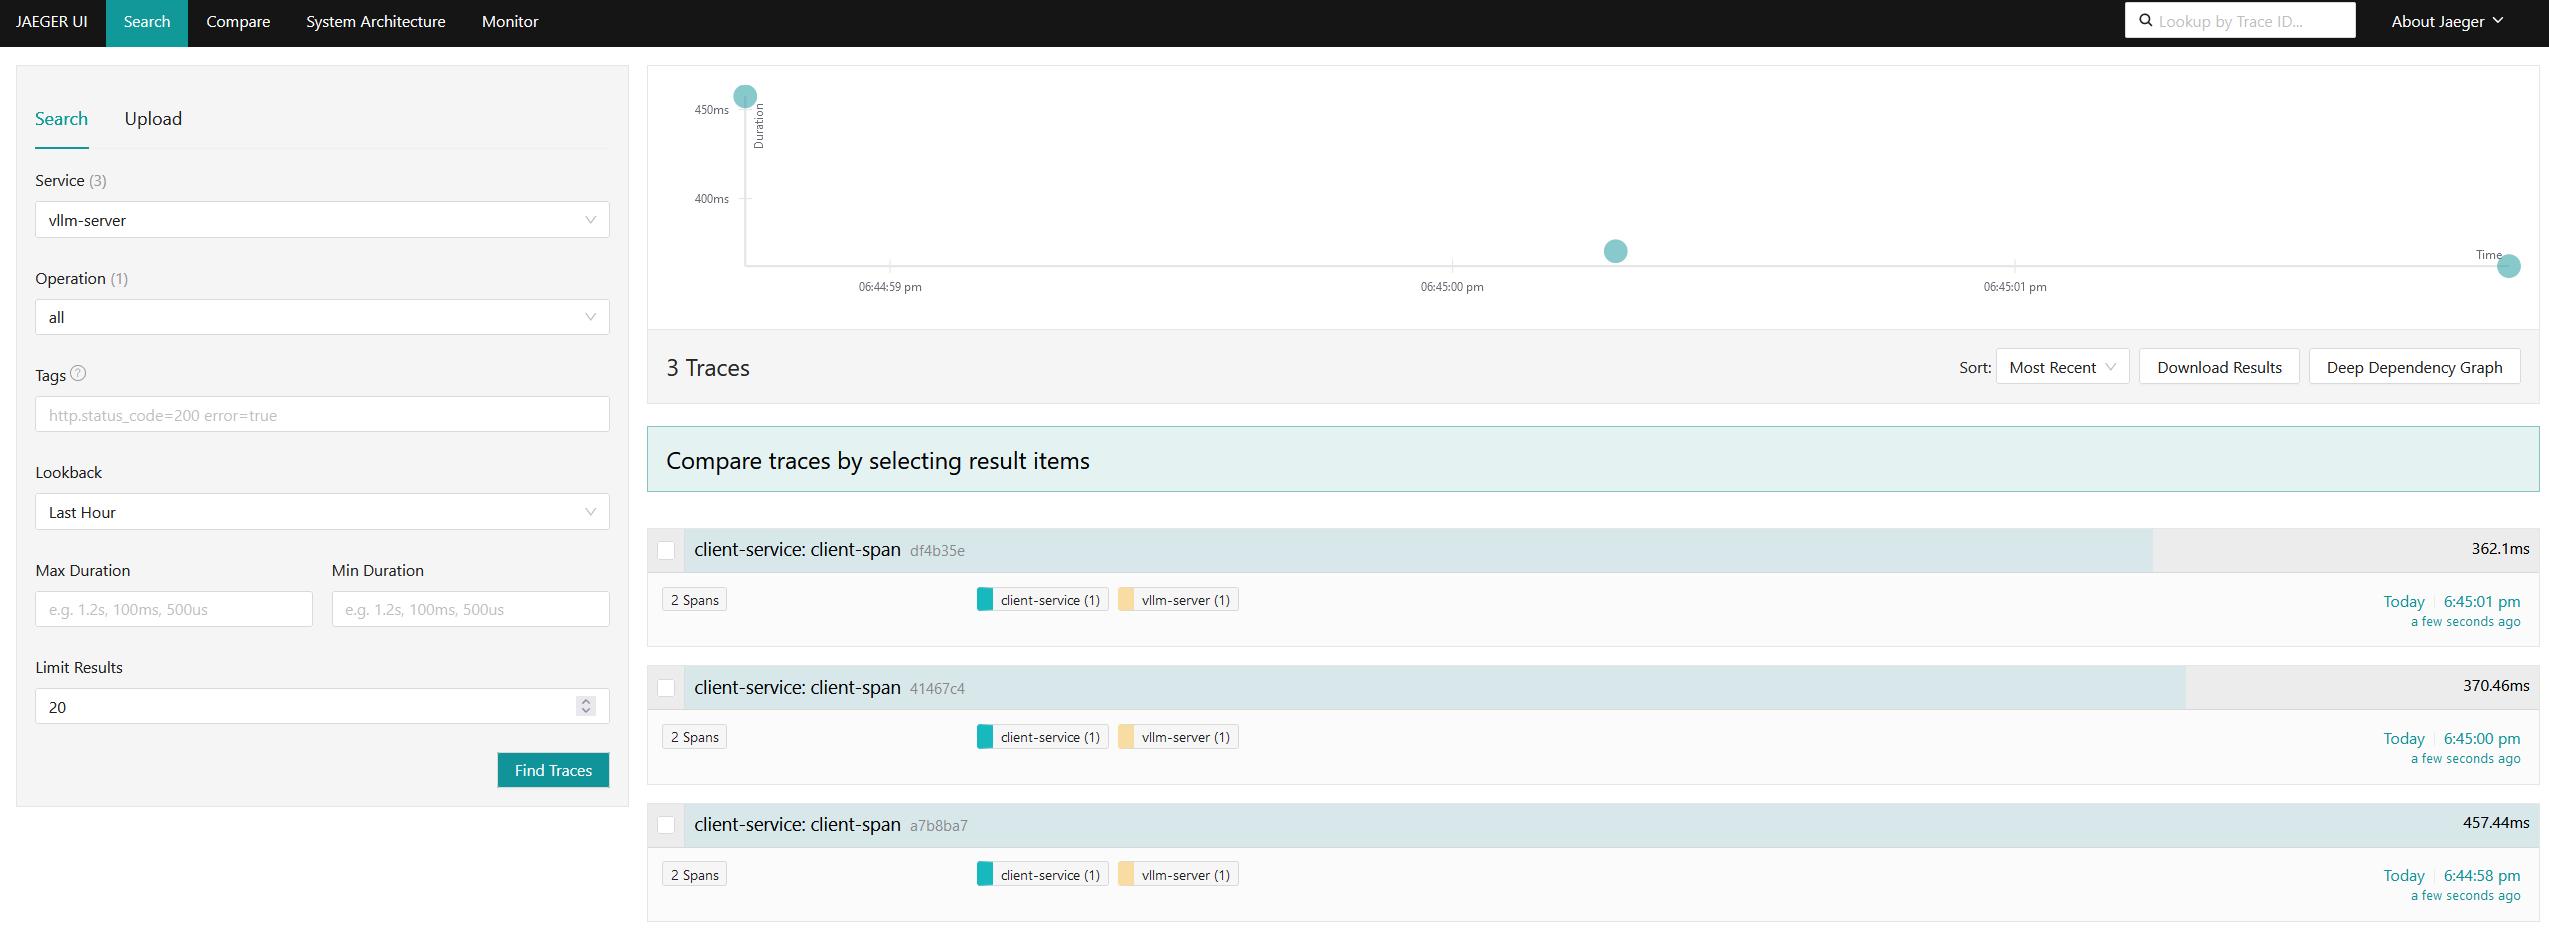 JAEGER UI Search Compare System Architecture Monitor Lookup by Trace ID... About Jaeger
Search Upload
Service (3)
vllm-server
Operation (1)
all
Tags
http.status_code=200 error=true
Lookback
Last Hour
Max Duration Min Duration
e.g. 1.2s, 100ms, 500us e.g. 1.2s, 100ms, 500us
Limit Results
20
Find Traces
450ms
Duration
400ms
Time
06:44:59 pm 06:45:00 pm 06:45:01 pm
3 Traces Sort: Most Recent Download Results Deep Dependency Graph
Compare traces by selecting result items
client-service: client-span df4b35e 362.1ms
2 Spans client-service (1) vllm-server (1) Today 6:45:01 pm
a few seconds ago
client-service: client-span 41467c4 370.46ms
2 Spans client-service (1) vllm-server (1) Today 6:45:00 pm
a few seconds ago
client-service: client-span a7b8ba7 457.44ms
2 Spans client-service (1) vllm-server (1) Today 6:44:58 pm
a few seconds ago